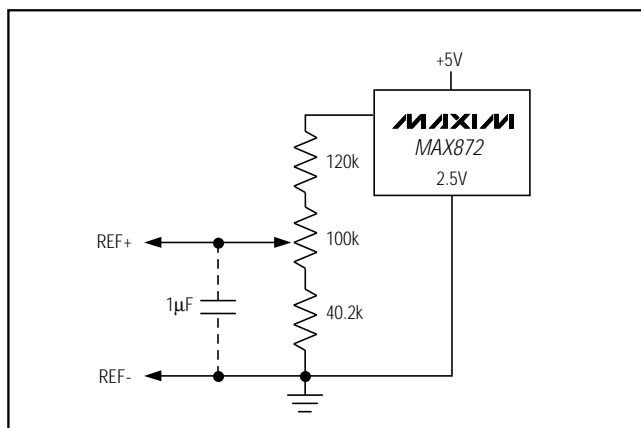 +5V
MAXIM
MAX872
2.5V
120k
REF+
100k
1μF
40.2k
REF-